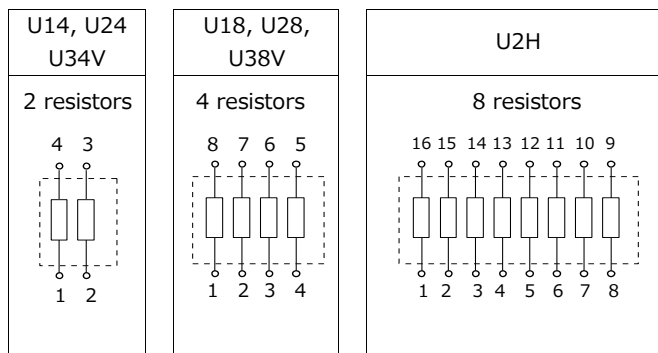 U14, U24
U34V
2 resistors
4 3
1 2
U18, U28,
U38V
4 resistors
8 7 6 5
1 2 3 4
U2H
8 resistors
16 15 14 13 12 11 10 9
1 2 3 4 5 6 7 8